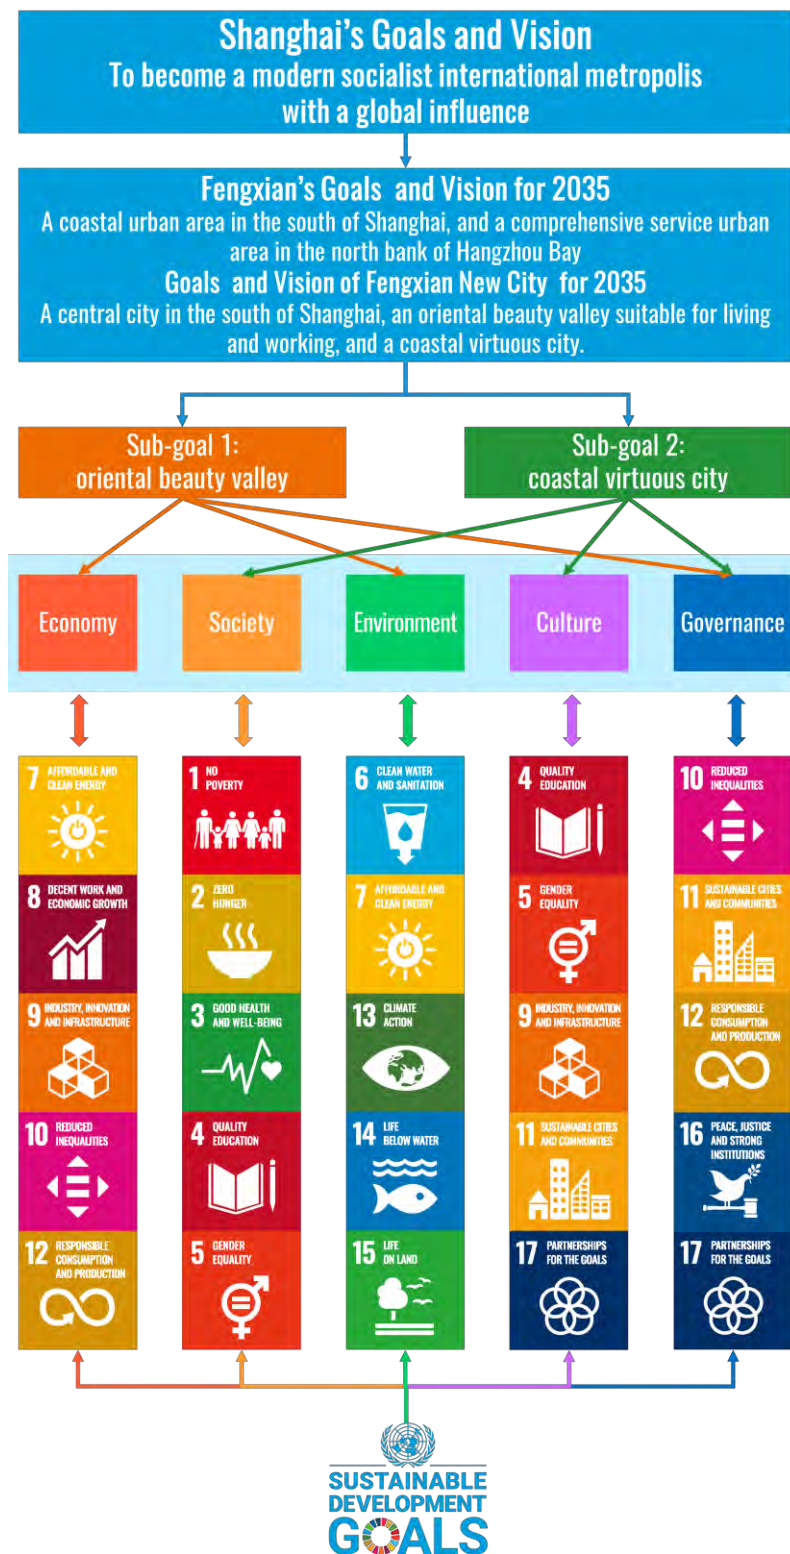 Shanghai's Goals and Vision
To become a modern socialist international metropolis
with a global influence
Fengxian's Goals and Vision for 2035
A coastal urban area in the south of Shanghai, and a comprehensive service urban
area in the north bank of Hangzhou Bay
Goals and Vision of Fengxian New City for 2035
A central city in the south of Shanghai, an oriental beauty valley suitable for living
and working, and a coastal virtuous city.
Sub-goal 1:
oriental beauty valley
Sub-goal 2:
coastal virtuous city
Economy
Society
Environment
Culture
Governance
7 AFFORDABLE AND
CLEAN ENERGY
8 DECENT WORK AND
ECONOMIC GROWTH
9 INDUSTRY, INNOVATION
AND INFRASTRUCTURE
10 REDUCED
INEQUALITIES
12 RESPONSIBLE
CONSUMPTION
AND PRODUCTION
1 NO
POVERTY
2 ZERO
HUNGER
3 GOOD HEALTH
AND WELL-BEING
4 QUALITY
EDUCATION
5 GENDER
EQUALITY
6 CLEAN WATER
AND SANITATION
7 AFFORDABLE AND
CLEAN ENERGY
13 CLIMATE
ACTION
14 LIFE
BELOW WATER
15 LIFE
ON LAND
4 QUALITY
EDUCATION
5 GENDER
EQUALITY
9 INDUSTRY, INNOVATION
AND INFRASTRUCTURE
11 SUSTAINABLE CITIES
AND COMMUNITIES
17 PARTNERSHIPS
FOR THE GOALS
10 REDUCED
INEQUALITIES
11 SUSTAINABLE CITIES
AND COMMUNITIES
12 RESPONSIBLE
CONSUMPTION
AND PRODUCTION
16 PEACE, JUSTICE
AND STRONG
INSTITUTIONS
17 PARTNERSHIPS
FOR THE GOALS
SUSTAINABLE
DEVELOPMENT
GOALS